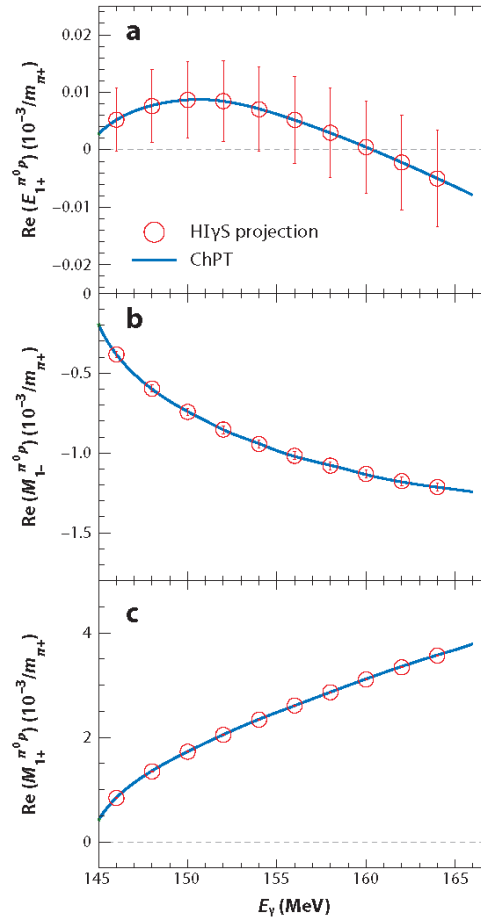 a
0.02
0.01
0
−0.01
−0.02
Re (E1+^π0p) (10−3/mπ+)
HIγS projection
ChPT
b
0
−0.5
−1.0
−1.5
Re (M1−^π0p) (10−3/mπ+)
c
4
2
0
Re (M1+^π0p) (10−3/mπ+)
145 150 155 160 165
Eγ (MeV)